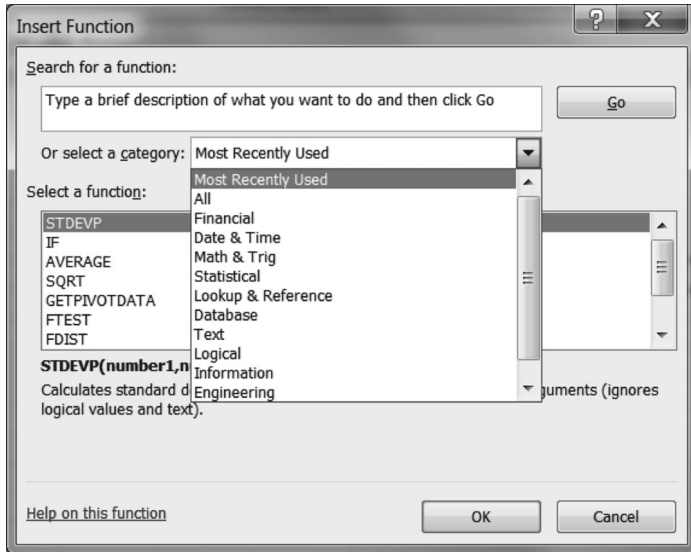 Insert Function
Search for a function:
Type a brief description of what you want to do and then click Go
Go
Or select a category: Most Recently Used
Most Recently Used
All
Financial
Date & Time
Math & Trig
Statistical
Lookup & Reference
Database
Text
Logical
Information
Engineering
Select a function:
STDEVP
IF
AVERAGE
SQRT
GETPIVOTDATA
FTEST
FDIST
STDEVP(number1,n
Calculates standard d
guments (ignores
logical values and text).
Help on this function
OK
Cancel